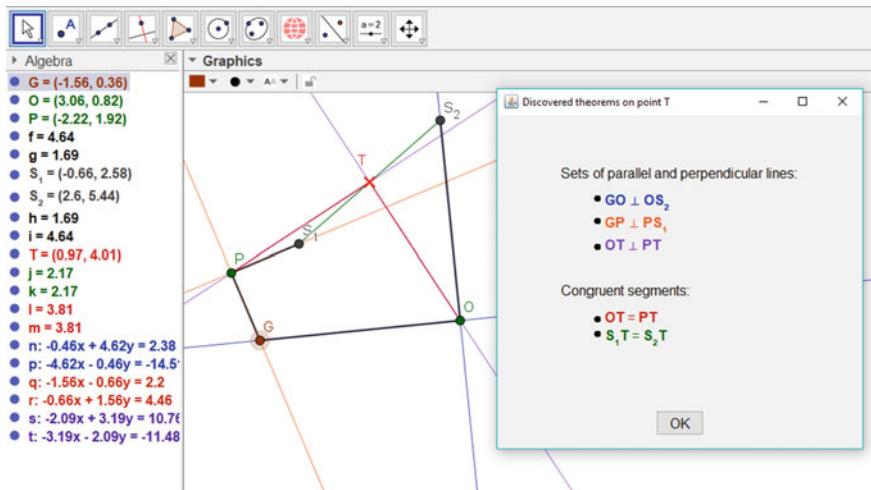 A
a=2
Algebra
Graphics
AA
G = (-1.56, 0.36)
O = (3.06, 0.82)
P = (-2.22, 1.92)
f = 4.64
g = 1.69
S₁ = (-0.66, 2.58)
S₂ = (2.6, 5.44)
h = 1.69
i = 4.64
T = (0.97, 4.01)
j = 2.17
k = 2.17
l = 3.81
m = 3.81
n: -0.46x + 4.62y = 2.38
p: -4.62x - 0.46y = -14.5
q: -1.56x - 0.66y = 2.2
r: -0.66x + 1.56y = 4.46
s: -2.09x + 3.19y = 10.76
t: -3.19x - 2.09y = -11.48
S₂
T
S₁
P
G
O
Discovered theorems on point T
Sets of parallel and perpendicular lines:
GO ⊥ OS₂
GP ⊥ PS₁
OT ⊥ PT
Congruent segments:
OT = PT
S₁T = S₂T
OK